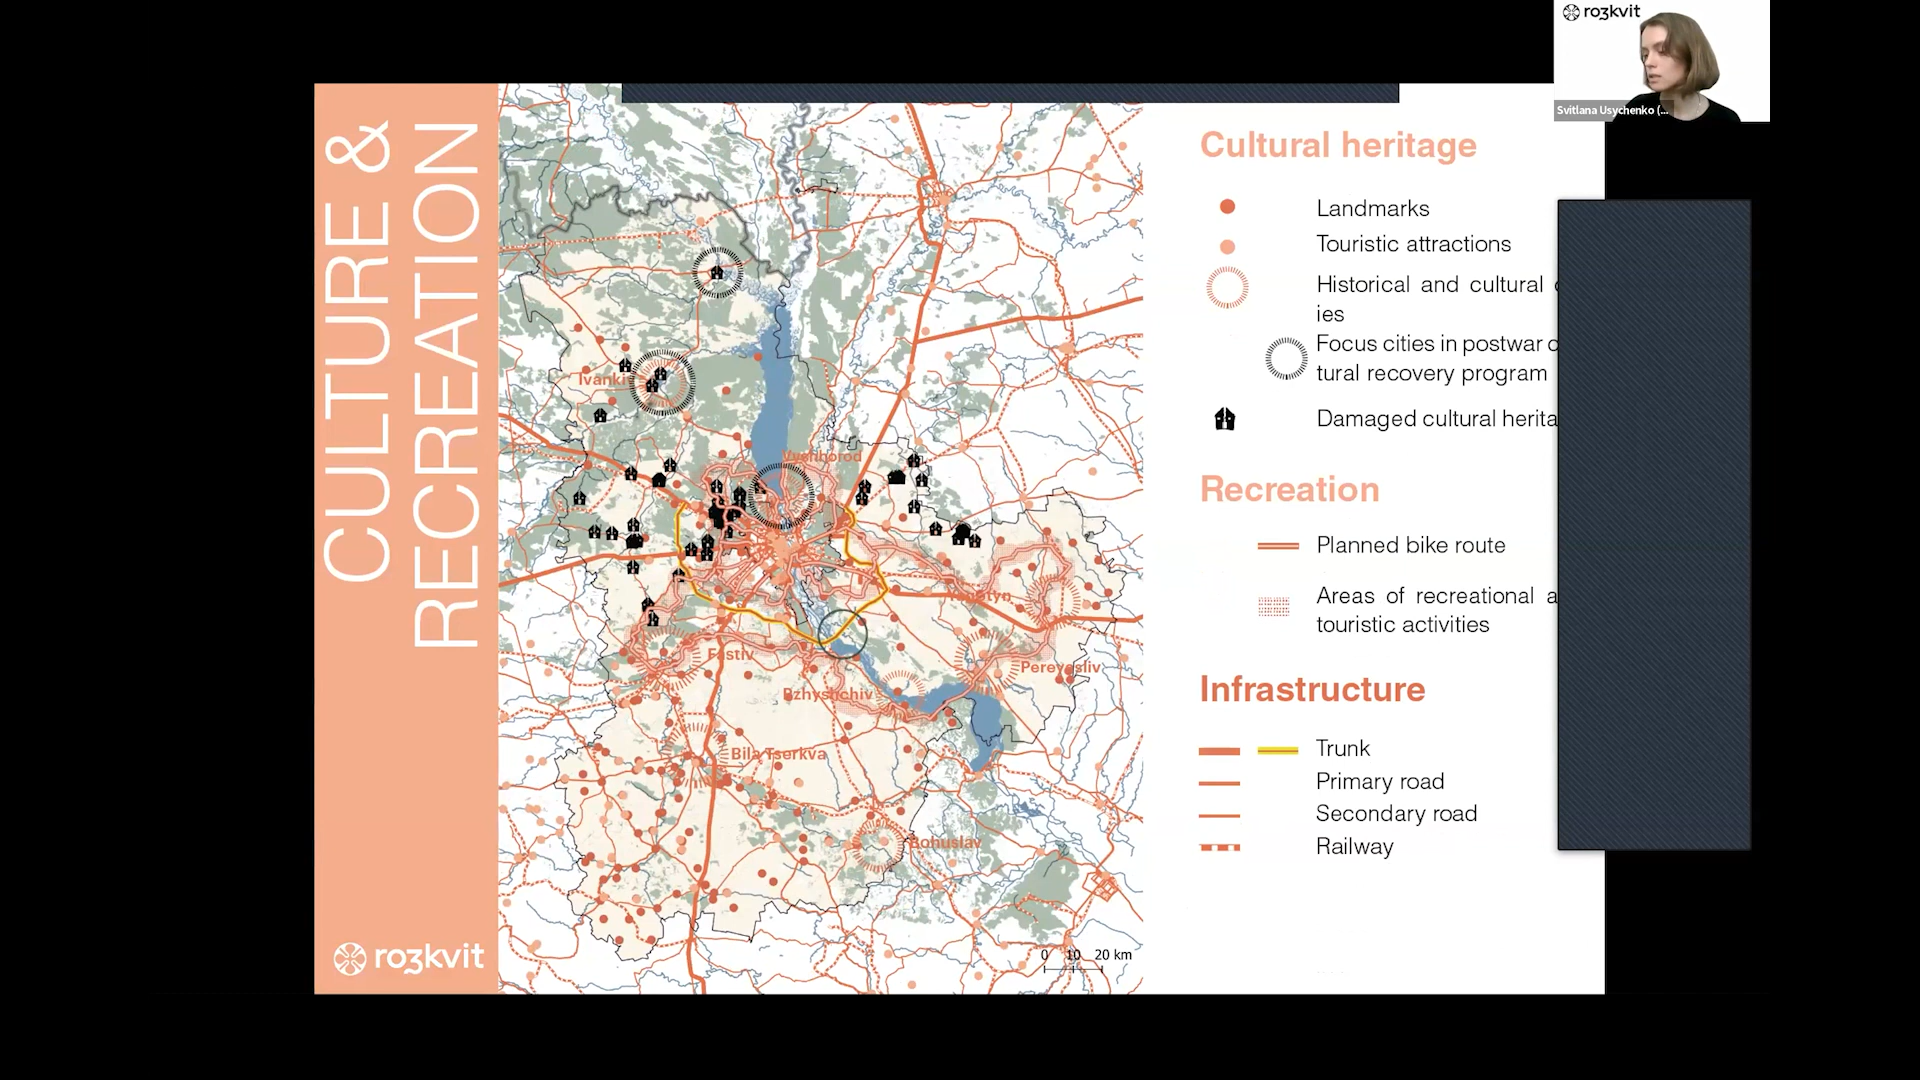 ro3kvit
Svitlana Usychenko (...
CULTURE &
RECREATION
ro3kvit
Ivankiv
Vyshhorod
Yahotyn
Fastiv
Pereyasliv
Rzhyshchiv
Bila Tserkva
Bohuslav
0 10 20 km
Cultural heritage
Landmarks
Touristic attractions
Historical and cultural
ies
Focus cities in postwar
tural recovery program
Damaged cultural herita
Recreation
Planned bike route
Areas of recreational a
touristic activities
Infrastructure
Trunk
Primary road
Secondary road
Railway